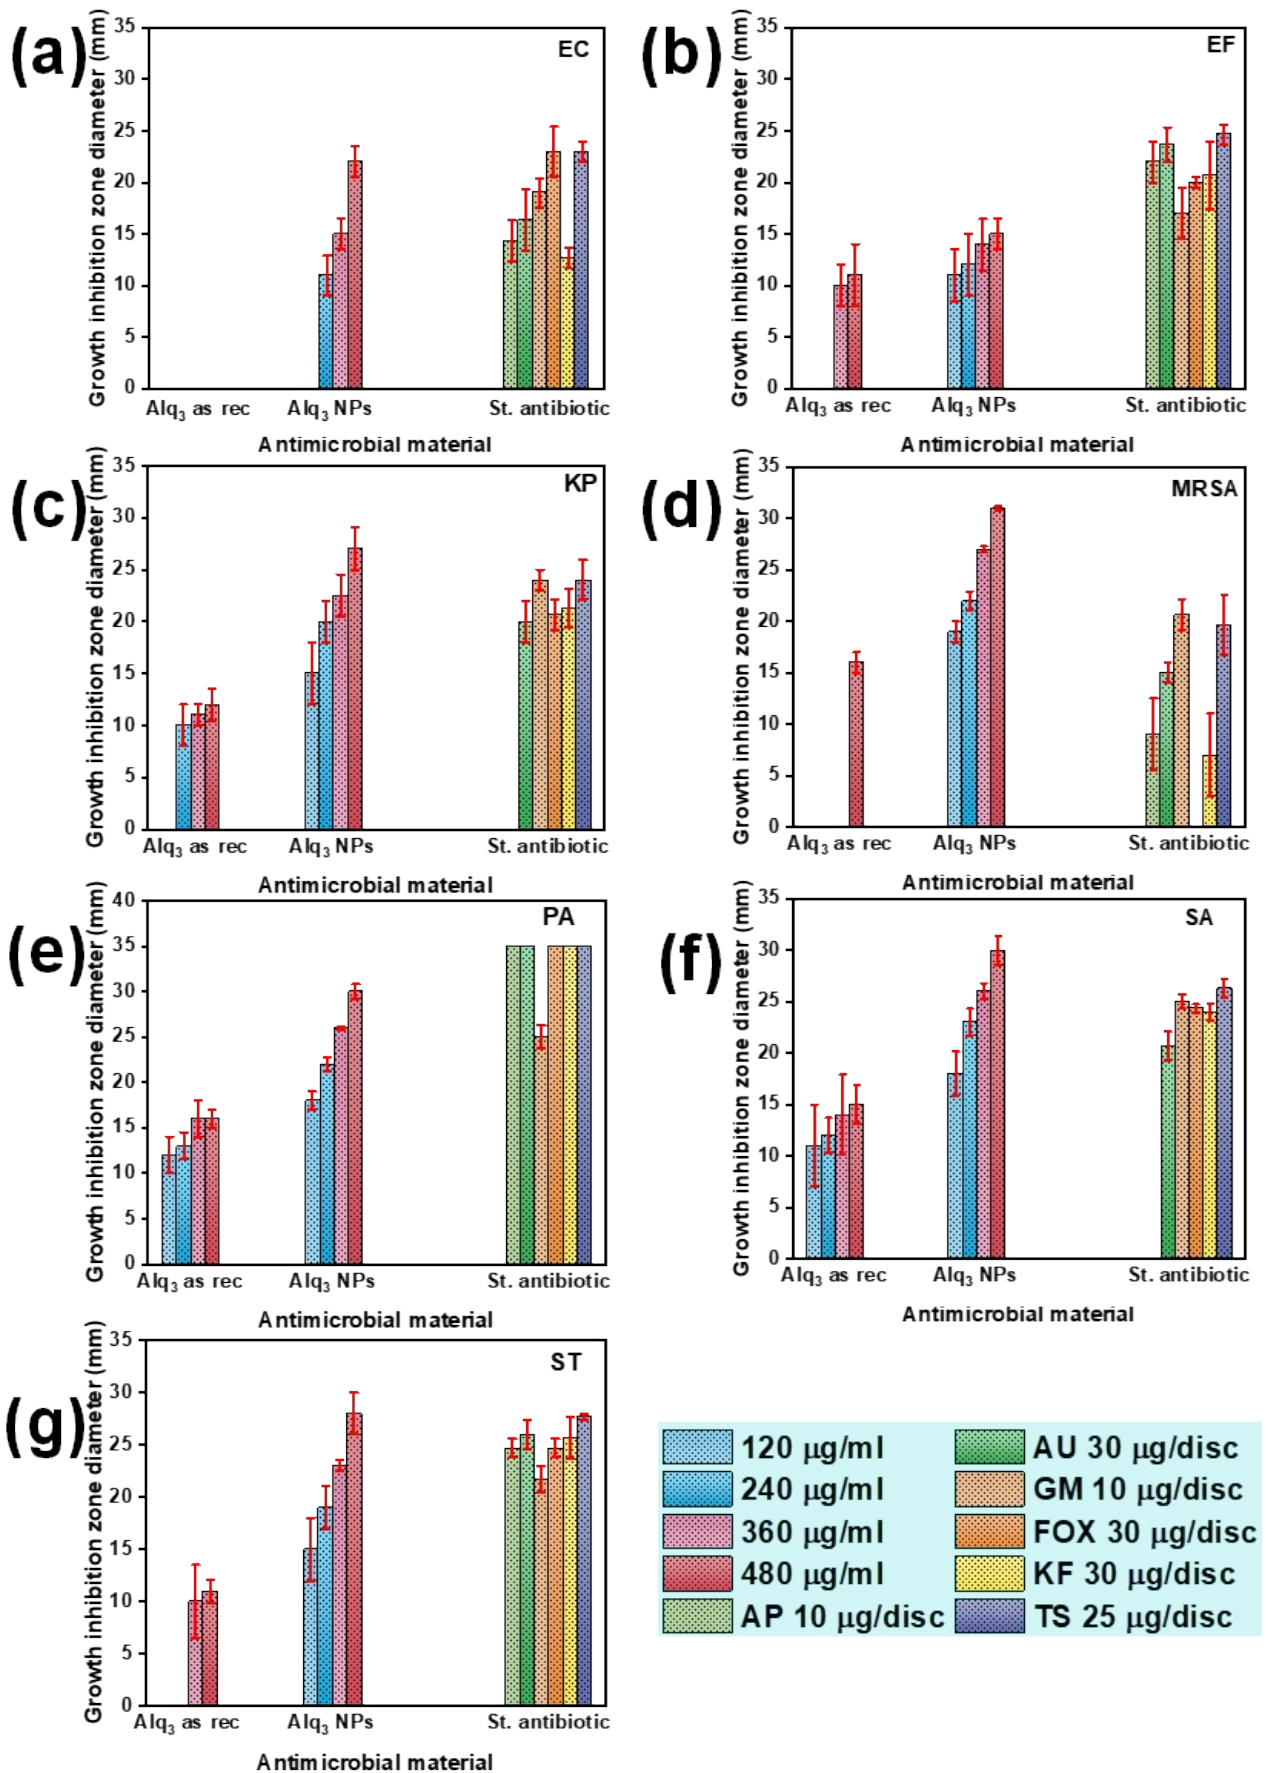 (a)
Growth inhibition zone diameter (mm)
35
30
25
20
15
10
5
0
EC
Alq3 as rec
Alq3 NPs
St. antibiotic
Antimicrobial material
(b)
Growth inhibition zone diameter (mm)
35
30
25
20
15
10
5
0
EF
Alq3 as rec
Alq3 NPs
St. antibiotic
Antimicrobial material
(c)
Growth inhibition zone diameter (mm)
35
30
25
20
15
10
5
0
KP
Alq3 as rec
Alq3 NPs
St. antibiotic
Antimicrobial material
(d)
Growth inhibition zone diameter (mm)
35
30
25
20
15
10
5
0
MRSA
Alq3 as rec
Alq3 NPs
St. antibiotic
Antimicrobial material
(e)
Growth inhibition zone diameter (mm)
40
35
30
25
20
15
10
5
0
PA
Alq3 as rec
Alq3 NPs
St. antibiotic
Antimicrobial material
(f)
Growth inhibition zone diameter (mm)
35
30
25
20
15
10
5
0
SA
Alq3 as rec
Alq3 NPs
St. antibiotic
Antimicrobial material
(g)
Growth inhibition zone diameter (mm)
35
30
25
20
15
10
5
0
ST
Alq3 as rec
Alq3 NPs
St. antibiotic
Antimicrobial material
120 µg/ml
240 µg/ml
360 µg/ml
480 µg/ml
AP 10 µg/disc
AU 30 µg/disc
GM 10 µg/disc
FOX 30 µg/disc
KF 30 µg/disc
TS 25 µg/disc